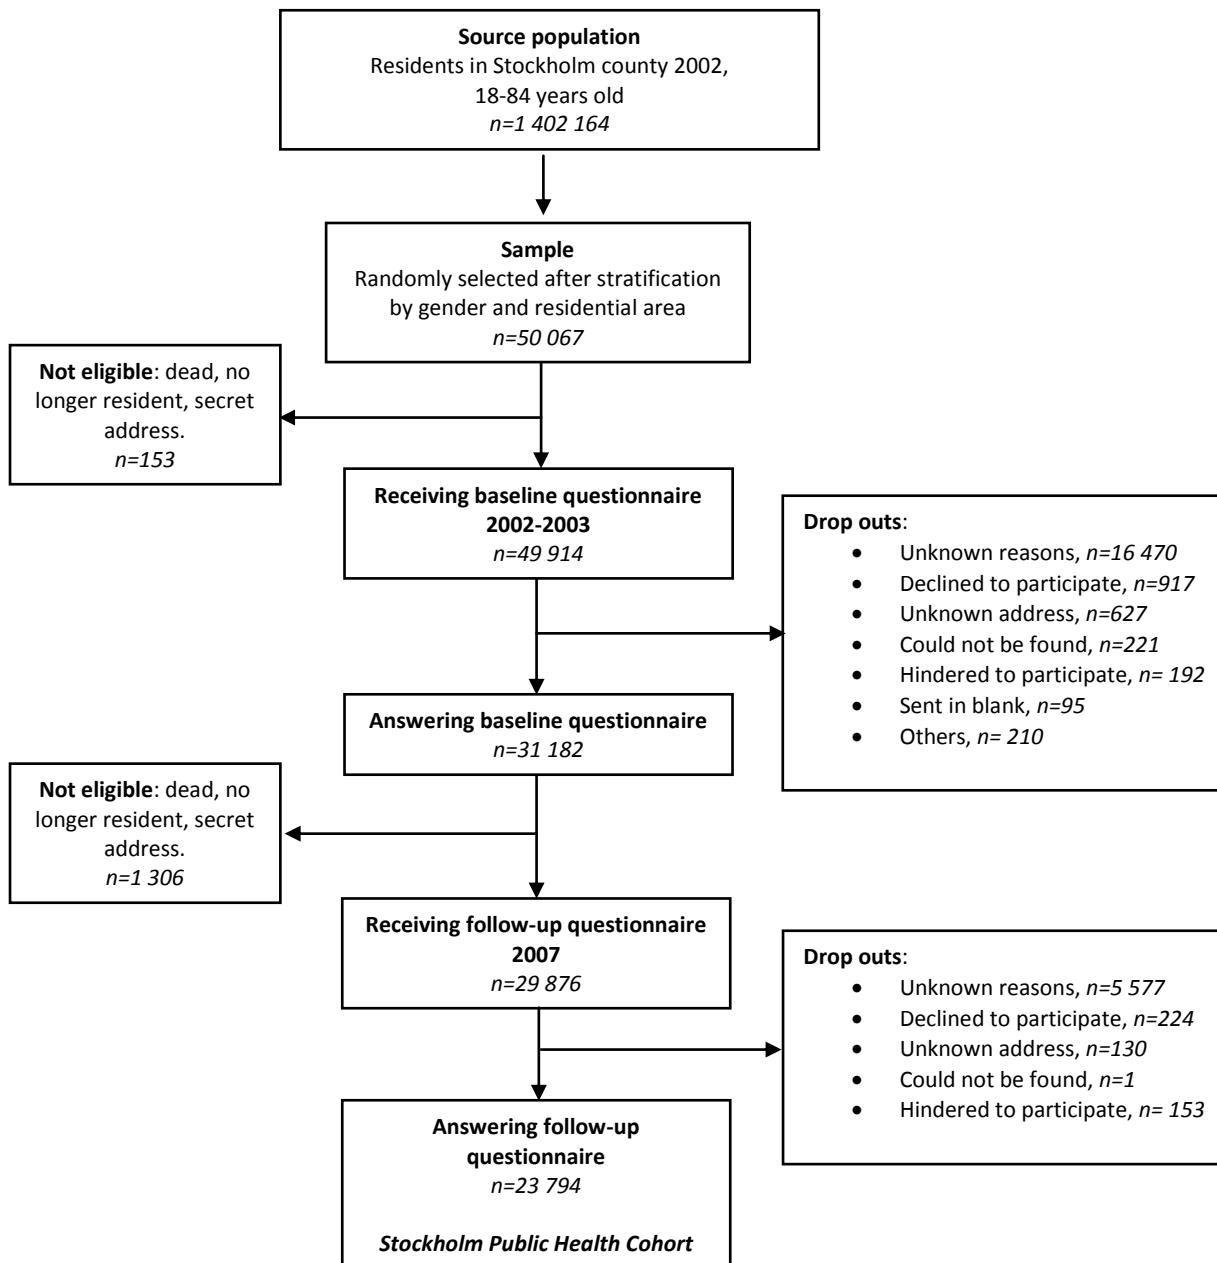 Source population
Residents in Stockholm county 2002,
18-84 years old
n=1 402 164
Sample
Randomly selected after stratification
by gender and residential area
n=50 067
Not eligible: dead, no
longer resident, secret
address.
n=153
Receiving baseline questionnaire
2002-2003
n=49 914
Drop outs:
• Unknown reasons, n=16 470
• Declined to participate, n=917
• Unknown address, n=627
• Could not be found, n=221
• Hindered to participate, n= 192
• Sent in blank, n=95
• Others, n= 210
Answering baseline questionnaire
n=31 182
Not eligible: dead, no
longer resident, secret
address.
n=1 306
Receiving follow-up questionnaire
2007
n=29 876
Drop outs:
• Unknown reasons, n=5 577
• Declined to participate, n=224
• Unknown address, n=130
• Could not be found, n=1
• Hindered to participate, n= 153
Answering follow-up
questionnaire
n=23 794
Stockholm Public Health Cohort